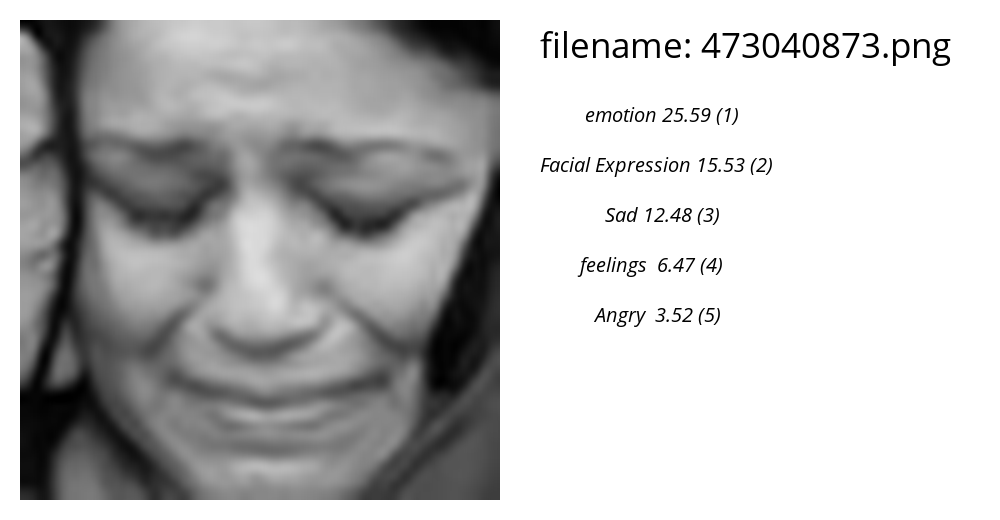 filename: 473040873.png
emotion 25.59 (1)
Facial Expression 15.53 (2)
Sad 12.48 (3)
feelings 6.47 (4)
Angry 3.52 (5)